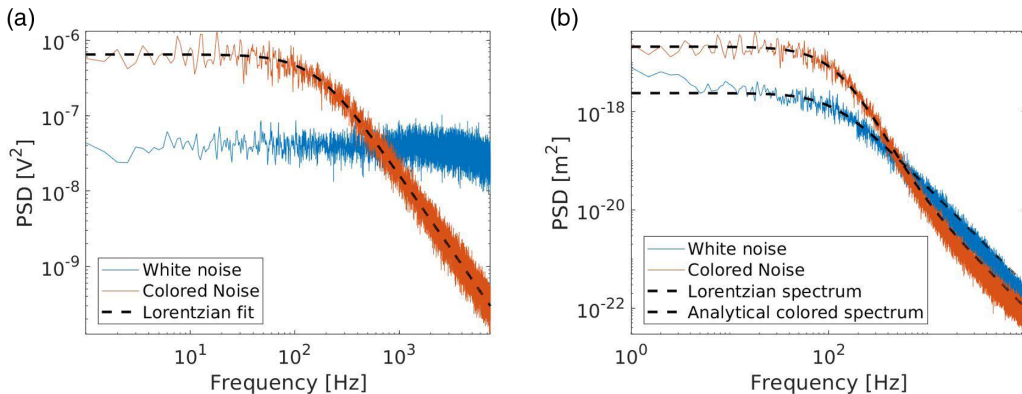 (a)
10^-6
10^-7
10^-8
10^-9
PSD [V^2]
White noise
Colored Noise
Lorentzian fit
10^1
10^2
10^3
Frequency [Hz]
(b)
10^-18
10^-20
10^-22
PSD [m^2]
White noise
Colored Noise
Lorentzian spectrum
Analytical colored spectrum
10^0
10^2
Frequency [Hz]